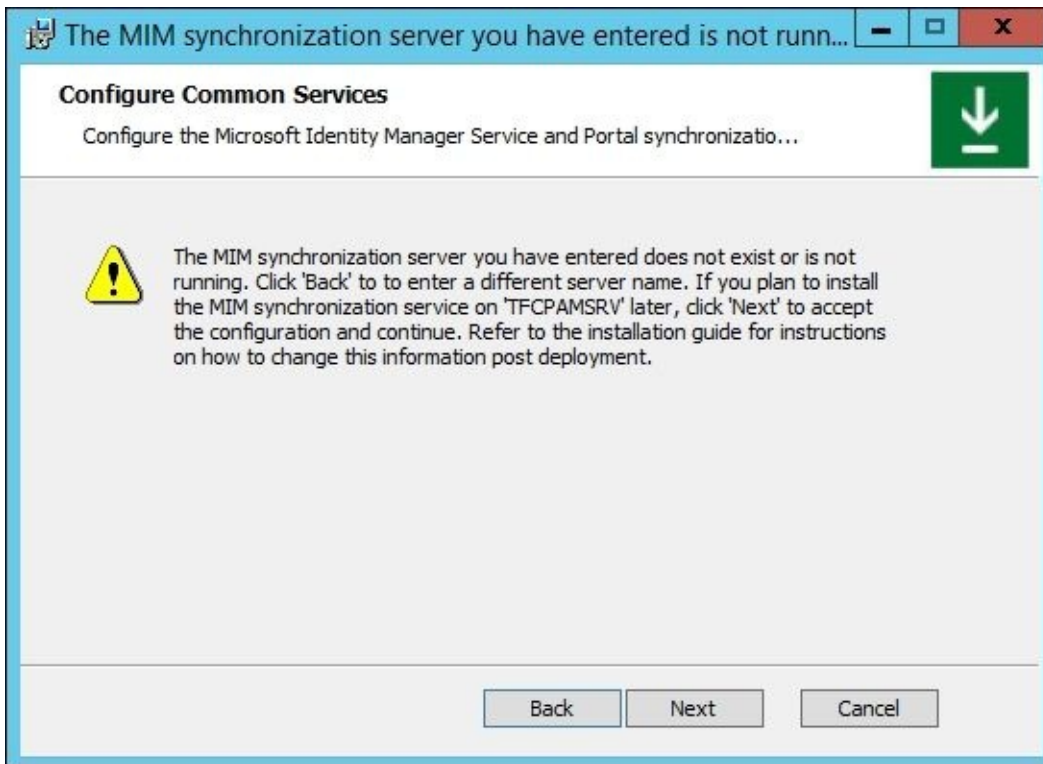 The MIM synchronization server you have entered is not runn...
Configure Common Services
Configure the Microsoft Identity Manager Service and Portal synchronizatio...
The MIM synchronization server you have entered does not exist or is not
running. Click 'Back' to to enter a different server name. If you plan to install
the MIM synchronization service on 'TFCPAMSRV' later, click 'Next' to accept
the configuration and continue. Refer to the installation guide for instructions
on how to change this information post deployment.
Back
Next
Cancel